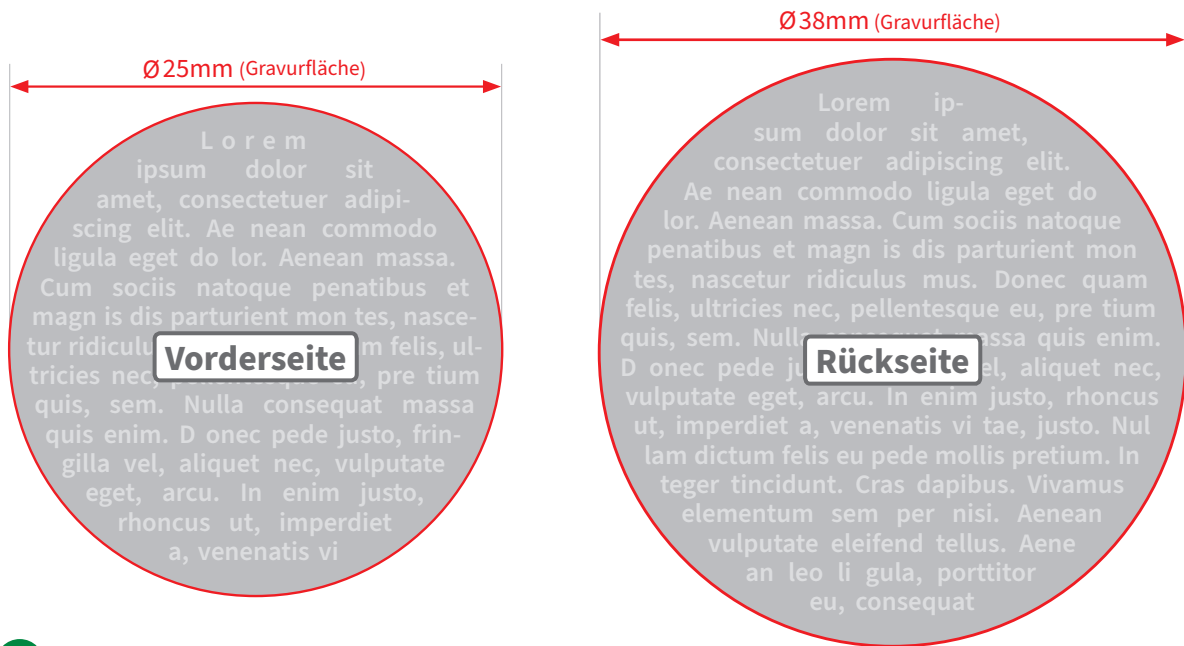 Ø25mm (Gravurfläche)
Lorem
ipsum dolor sit
amet, consectetuer adipi-
scing elit. Ae nean commodo
ligula eget do lor. Aenean massa.
Cum sociis natoque penatibus et
magn is dis parturient mon tes, nasce-
tur ridiculu m felis, ul-
Vorderseite
tricies nec, pre tium
quis, sem. Nulla consequat massa
quis enim. D onec pede justo, frin-
gilla vel, aliquet nec, vulputate
eget, arcu. In enim justo,
rhoncus ut, imperdiet
a, venenatis vi
Ø38mm (Gravurfläche)
Lorem ip-
sum dolor sit amet,
consectetuer adipiscing elit.
Ae nean commodo ligula eget do
lor. Aenean massa. Cum sociis natoque
penatibus et magn is dis parturient mon
tes, nascetur ridiculus mus. Donec quam
felis, ultricies nec, pellentesque eu, pre tium
quis, sem. Nulla massa quis enim.
Rückseite
D onec pede el, aliquet nec,
vulputate eget, arcu. In enim justo, rhoncus
ut, imperdiet a, venenatis vi tae, justo. Nul
lam dictum felis eu pede mollis pretium. In
teger tincidunt. Cras dapibus. Vivamus
elementum sem per nisi. Aenean
vulputate eleifend tellus. Aene
an leo li gula, porttitor
eu, consequat